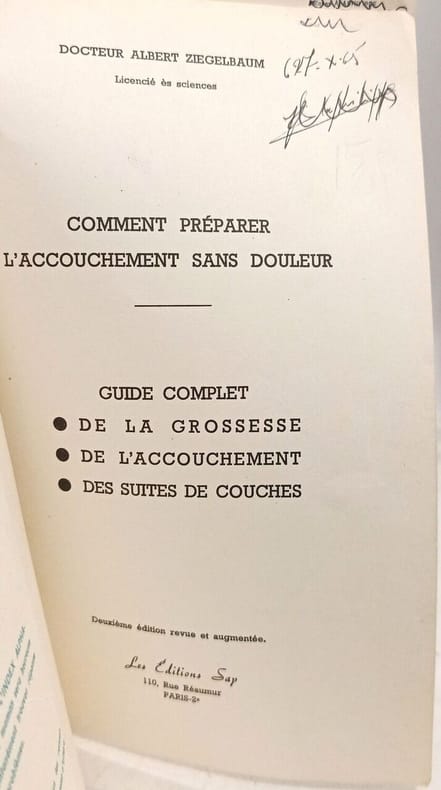 DOCTEUR ALBERT ZIEGELBAUM
Licencié ès sciences
COMMENT PRÉPARER
L'ACCOUCHEMENT SANS DOULEUR
GUIDE COMPLET
● DE LA GROSSESSE
● DE L'ACCOUCHEMENT
● DES SUITES DE COUCHES
Deuxième édition revue et augmentée.
Les Éditions Sap
110, Rue Réaumur
PARIS-2e